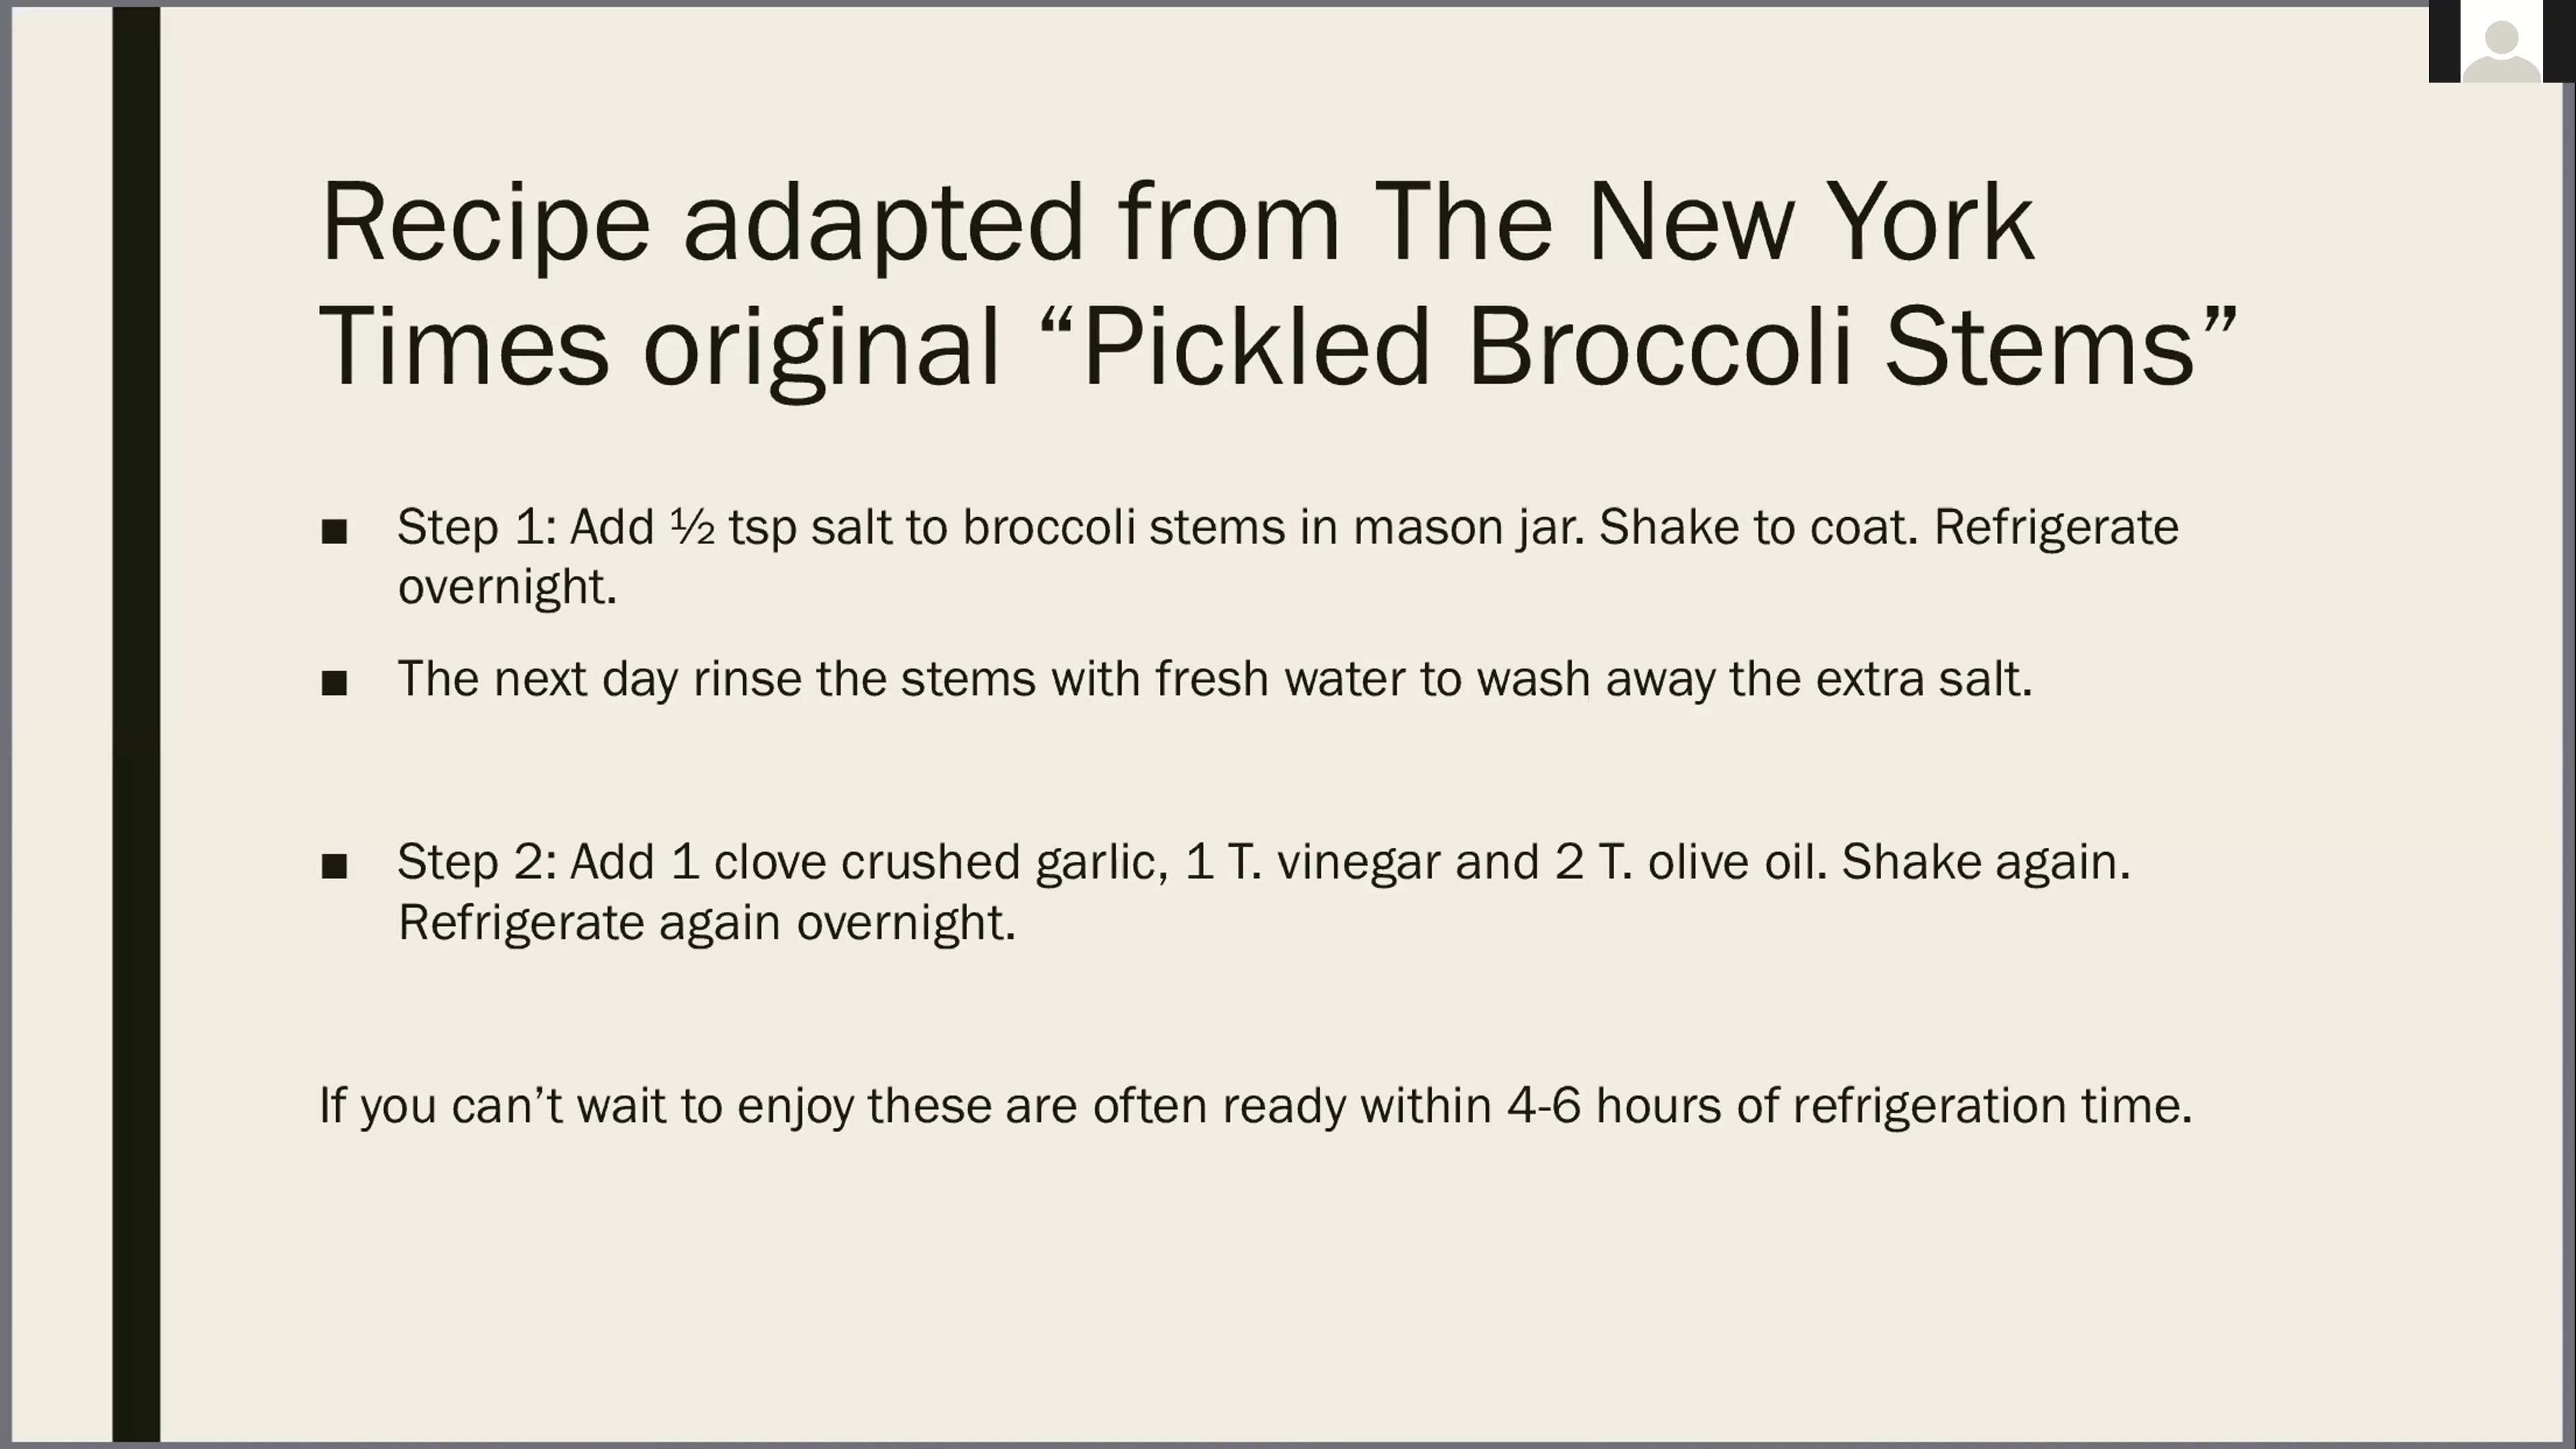 Recipe adapted from The New York
Times original “Pickled Broccoli Stems”
■ Step 1: Add ½ tsp salt to broccoli stems in mason jar. Shake to coat. Refrigerate
overnight.
■ The next day rinse the stems with fresh water to wash away the extra salt.
■ Step 2: Add 1 clove crushed garlic, 1 T. vinegar and 2 T. olive oil. Shake again.
Refrigerate again overnight.
If you can’t wait to enjoy these are often ready within 4-6 hours of refrigeration time.